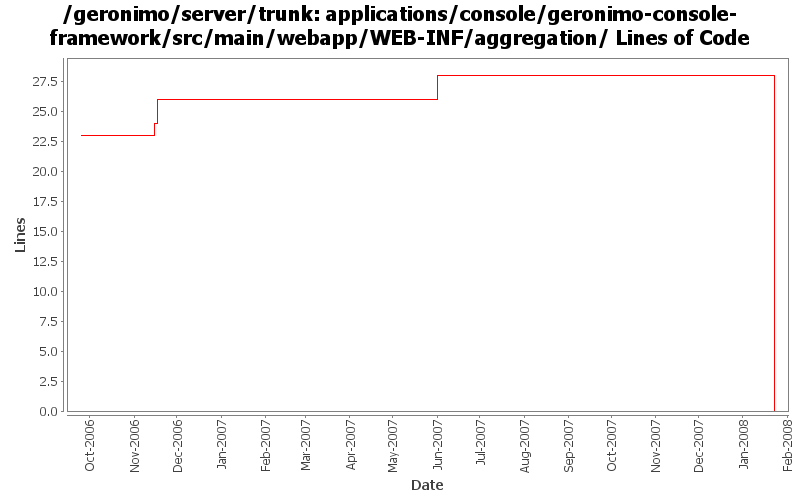 /geronimo/server/trunk: applications/console/geronimo-console-
framework/src/main/webapp/WEB-INF/aggregation/ Lines of Code
27.5
25.0
22.5
20.0
17.5
15.0
12.5
10.0
7.5
5.0
2.5
0.0
Lines
Oct-2006
Nov-2006
Dec-2006
Jan-2007
Feb-2007
Mar-2007
Apr-2007
May-2007
Jun-2007
Jul-2007
Aug-2007
Sep-2007
Oct-2007
Nov-2007
Dec-2007
Jan-2008
Feb-2008
Date